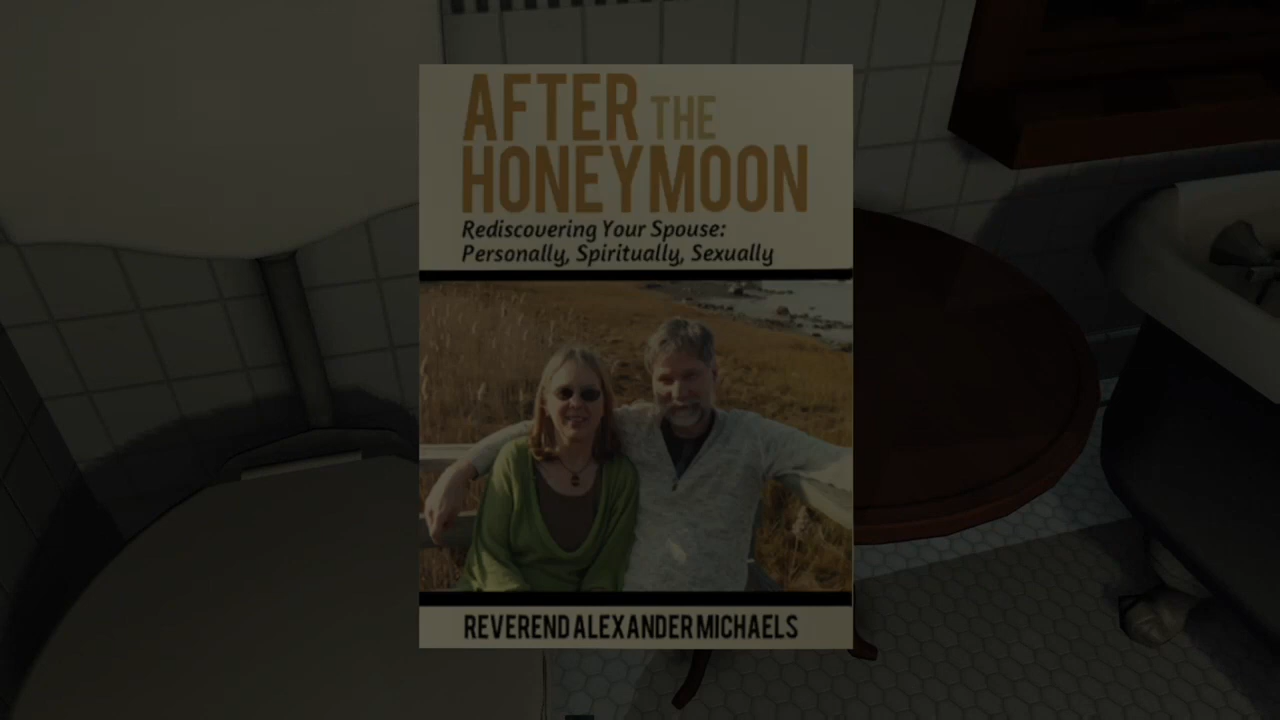 AFTER THE
HONEYMOON
Rediscovering Your Spouse:
Personally, Spiritually, Sexually
REVEREND ALEXANDER MICHAELS